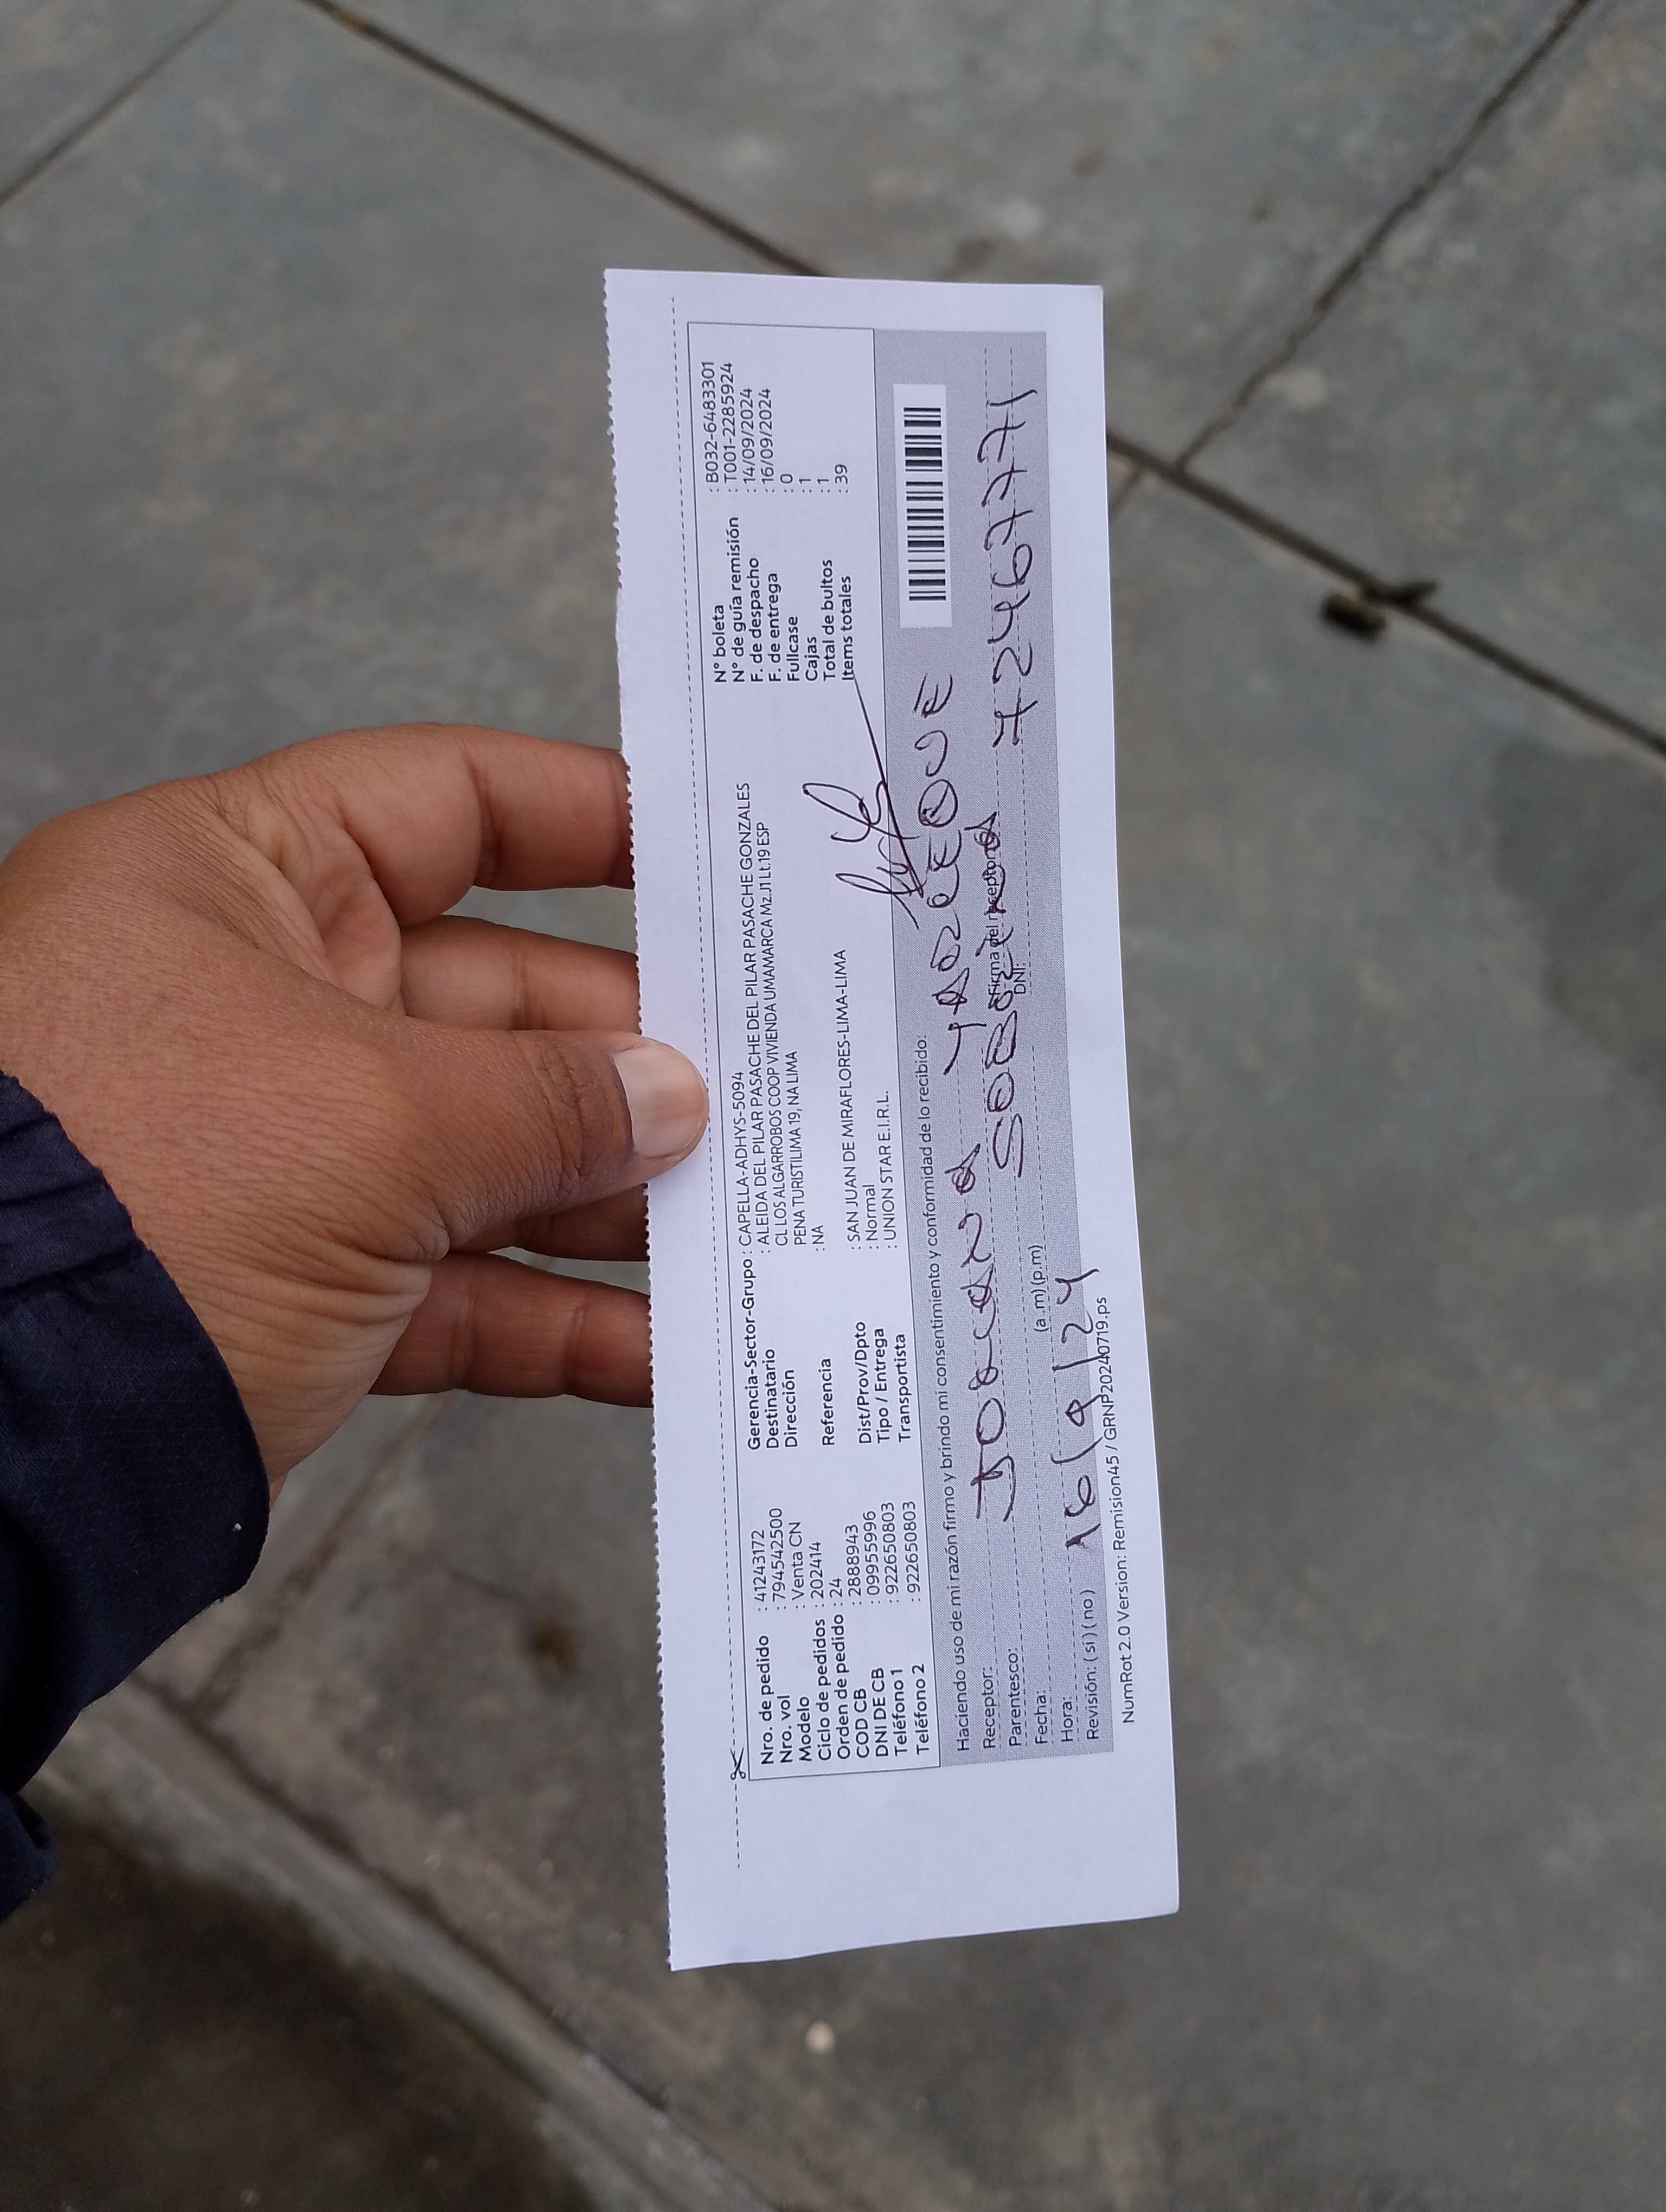 Nro. de pedido : 41243172
Nro. vol : 794542500
Modelo : Venta CN
Ciclo de pedidos : 202414
Orden de pedido : 24
COD CB : 2888943
DNI DE CB : 09955996
Teléfono 1 : 922650803
Teléfono 2 : 922650803
Gerencia-Sector-Grupo : CAPELLA-ADHYS-5094
Destinatario : ALEIDA DEL PILAR PASACHE DEL PILAR PASACHE GONZALES
Dirección CL LOS ALGARROBOS COOP VIVIENDA UMAMARCA Mz.J1 Lt.19 ESP
PENA TURISTILIMA 19, NA LIMA
Referencia : NA
Dist/Prov/Dpto : SAN JUAN DE MIRAFLORES-LIMA-LIMA
Tipo / Entrega : Normal
Transportista : UNION STAR E.I.R.L.
N° boleta : B032-6483301
N° de guía remisión : T001-2285924
F. de despacho : 14/09/2024
F. de entrega : 16/09/2024
Fullcase : 0
Cajas : 1
Total de bultos : 1
Items totales : 39
Haciendo uso de mi razón firmo y brindo mi consentimiento y conformidad de lo recibido:
Receptor:
Parentesco: SOBRINA
Firma del receptor
Fecha: (a.m) (p.m) DNI: 72467771
Hora: 16/9/24
Revisión: (si) (no)
NumRot 2.0 Version: Remision45 / GRNP20240719.ps